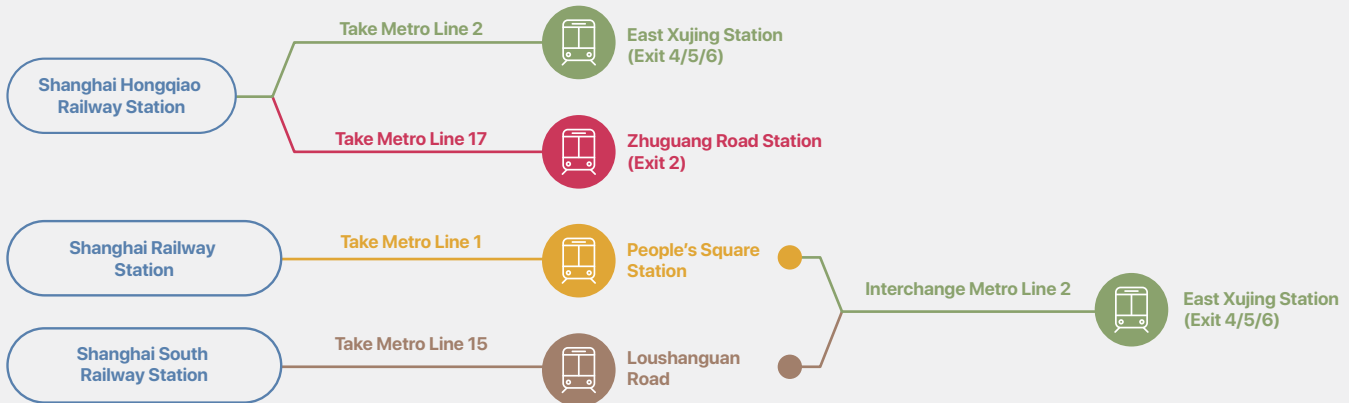 Take Metro Line 2
East Xujing Station
(Exit 4/5/6)
Shanghai Hongqiao
Railway Station
Take Metro Line 17
Zhuguang Road Station
(Exit 2)
Shanghai Railway
Station
Take Metro Line 1
People's Square
Station
Interchange Metro Line 2
East Xujing Station
(Exit 4/5/6)
Shanghai South
Railway Station
Take Metro Line 15
Loushanguan
Road